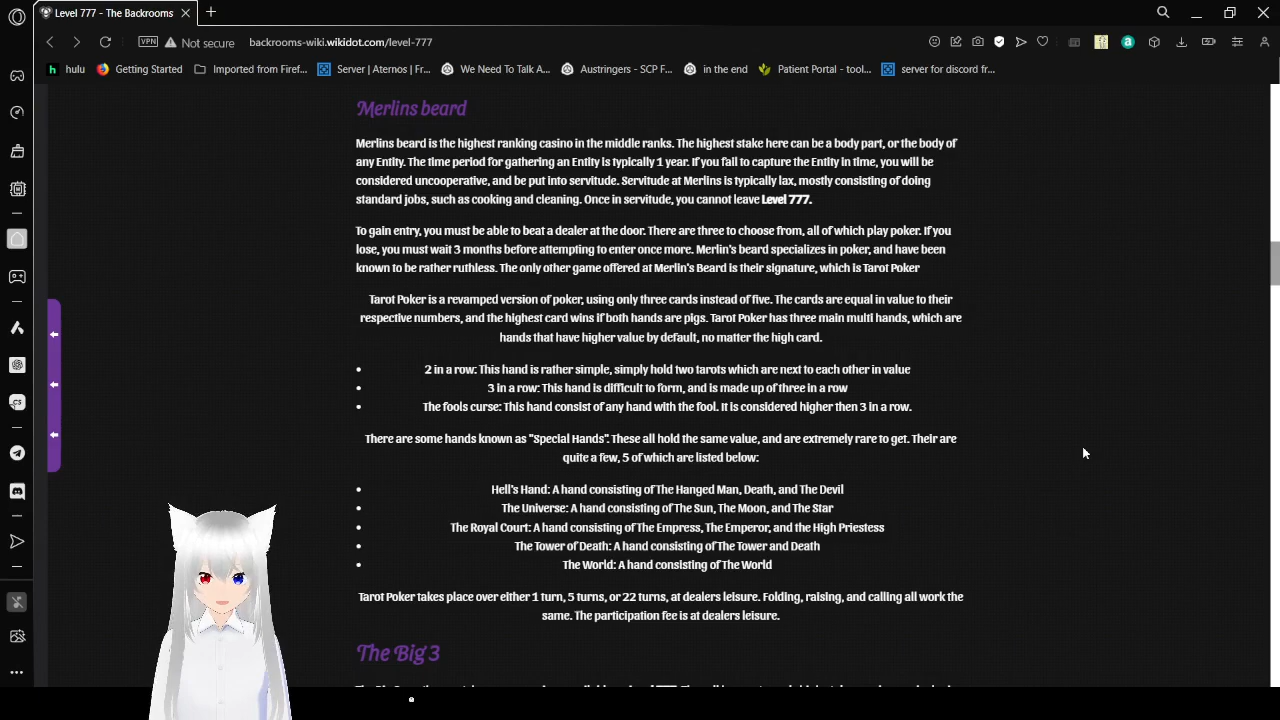 Level 777 - The Backrooms
VPN
Not secure
backrooms-wiki.wikidot.com/level-777
hulu
Getting Started
Imported from Firef...
Server | Aternos | Fr...
We Need To Talk A...
Austringers - SCP F...
in the end
Patient Portal - tool...
server for discord fr...
Merlins beard
Merlins beard is the highest ranking casino in the middle ranks. The highest stake here can be a body part, or the body of
any Entity. The time period for gathering an Entity is typically 1 year. If you fail to capture the Entity in time, you will be
considered uncooperative, and be put into servitude. Servitude at Merlins is typically lax, mostly consisting of doing
standard jobs, such as cooking and cleaning. Once in servitude, you cannot leave Level 777.
To gain entry, you must be able to beat a dealer at the door. There are three to choose from, all of which play poker. If you
lose, you must wait 3 months before attempting to enter once more. Merlin's beard specializes in poker, and have been
known to be rather ruthless. The only other game offered at Merlin's Beard is their signature, which is Tarot Poker
Tarot Poker is a revamped version of poker, using only three cards instead of five. The cards are equal in value to their
respective numbers, and the highest card wins if both hands are pigs. Tarot Poker has three main multi hands, which are
hands that have higher value by default, no matter the high card.
• 2 in a row: This hand is rather simple, simply hold two tarots which are next to each other in value
• 3 in a row: This hand is difficult to form, and is made up of three in a row
• The fools curse: This hand consist of any hand with the fool. It is considered higher then 3 in a row.
There are some hands known as "Special Hands". These all hold the same value, and are extremely rare to get. Their are
quite a few, 5 of which are listed below:
• Hell's Hand: A hand consisting of The Hanged Man, Death, and The Devil
• The Universe: A hand consisting of The Sun, The Moon, and The Star
• The Royal Court: A hand consisting of The Empress, The Emperor, and the High Priestess
• The Tower of Death: A hand consisting of The Tower and Death
• The World: A hand consisting of The World
Tarot Poker takes place over either 1 turn, 5 turns, or 22 turns, at dealers leisure. Folding, raising, and calling all work the
same. The participation fee is at dealers leisure.
The Big 3